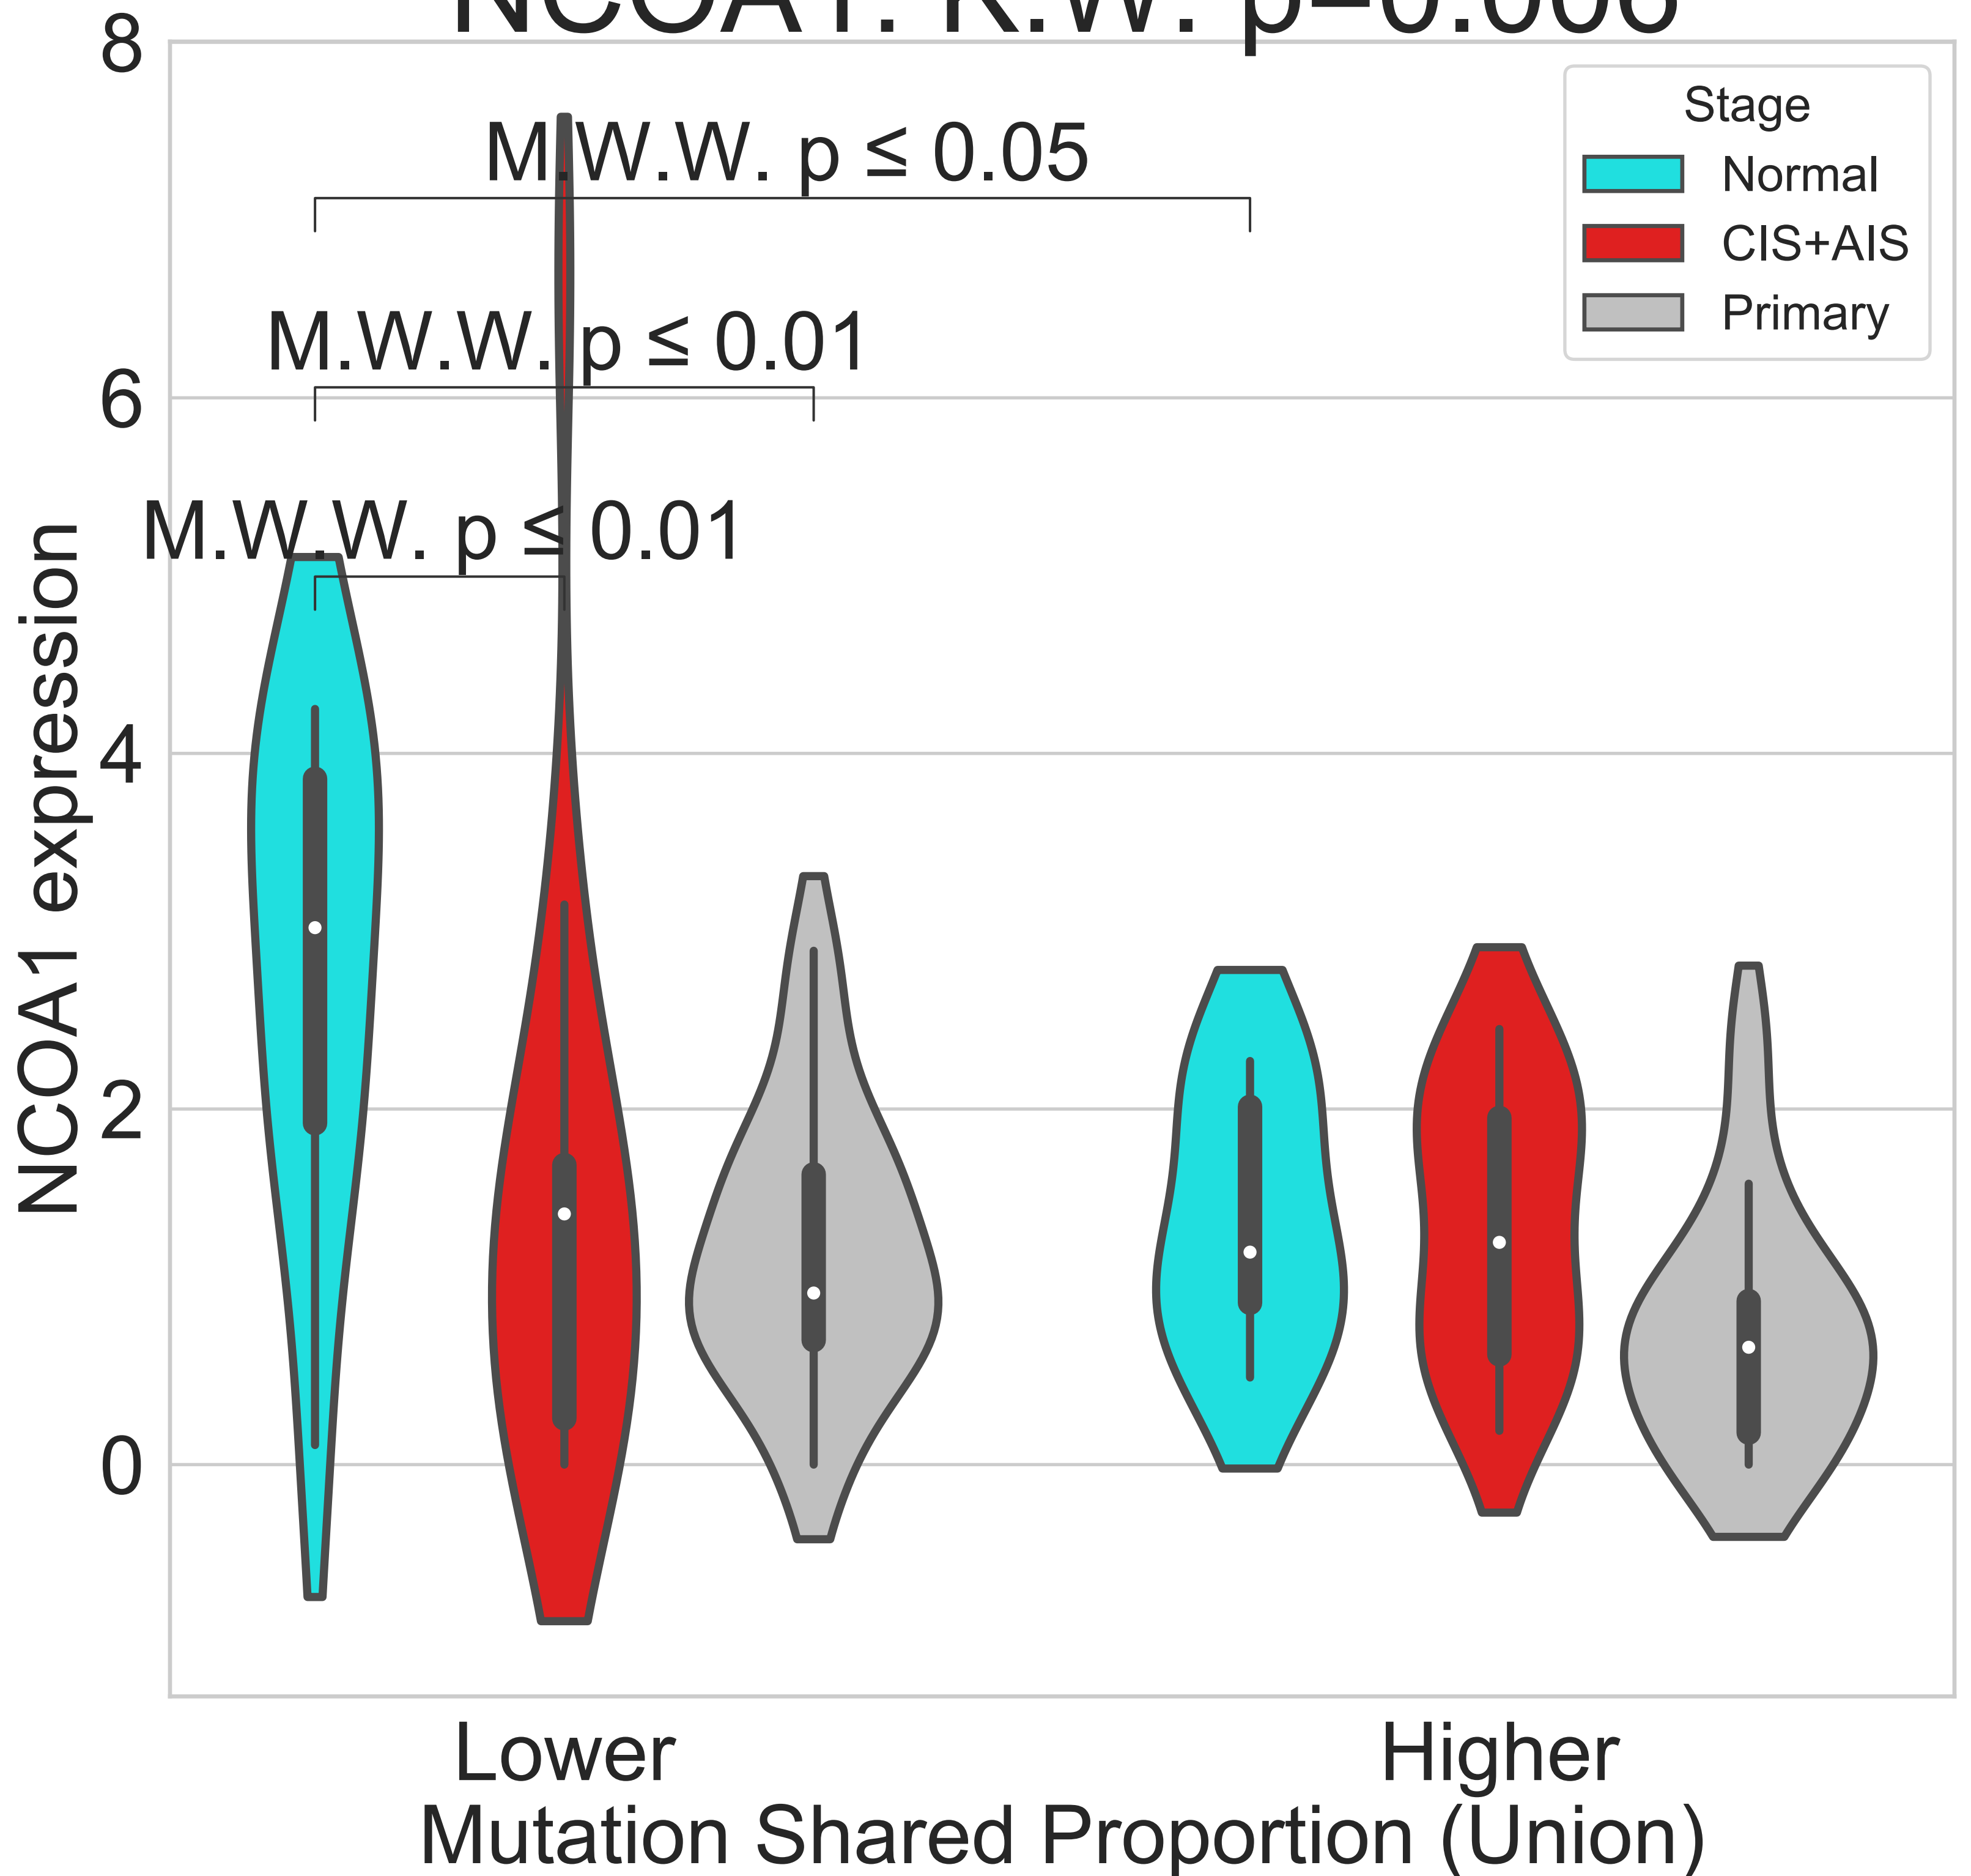 NCOA1: K.W.
8
6
4
2
0
NCOA1 expression
M.W.W. p ≤ 0.05
M.W.W. p ≤ 0.01
M.W.W. p ≤ 0.01
Stage
Normal
CIS+AIS
Primary
Lower
Higher
Mutation Shared Proportion (Union)